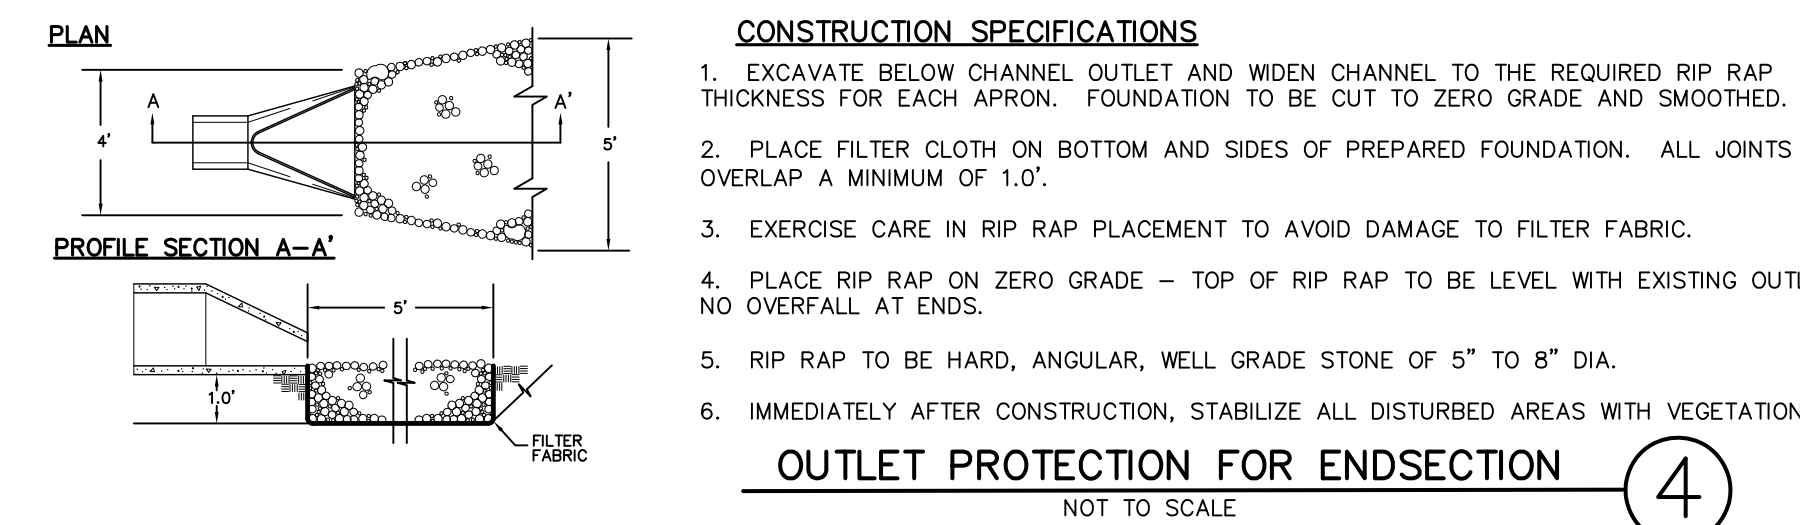 PLAN
A
A'
4'
5'
PROFILE SECTION A-A'
5'
1.0'
FILTER
FABRIC
CONSTRUCTION SPECIFICATIONS
1. EXCAVATE BELOW CHANNEL OUTLET AND WIDEN CHANNEL TO THE REQUIRED RIP RAP
THICKNESS FOR EACH APRON. FOUNDATION TO BE CUT TO ZERO GRADE AND SMOOTHED.
2. PLACE FILTER CLOTH ON BOTTOM AND SIDES OF PREPARED FOUNDATION. ALL JOINTS
OVERLAP A MINIMUM OF 1.0'.
3. EXERCISE CARE IN RIP RAP PLACEMENT TO AVOID DAMAGE TO FILTER FABRIC.
4. PLACE RIP RAP ON ZERO GRADE – TOP OF RIP RAP TO BE LEVEL WITH EXISTING
NO OVERFALL AT ENDS.
5. RIP RAP TO BE HARD, ANGULAR, WELL GRADE STONE OF 5" TO 8" DIA.
6. IMMEDIATELY AFTER CONSTRUCTION, STABILIZE ALL DISTURBED AREAS WITH VEGETATION
OUTLET PROTECTION FOR ENDSECTION
4
NOT TO SCALE